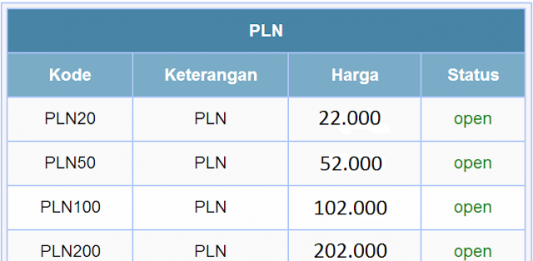 PLN
Kode Keterangan Harga Status
PLN20 PLN 22.000 open
PLN50 PLN 52.000 open
PLN100 PLN 102.000 open
PLN200 PLN 202.000 open